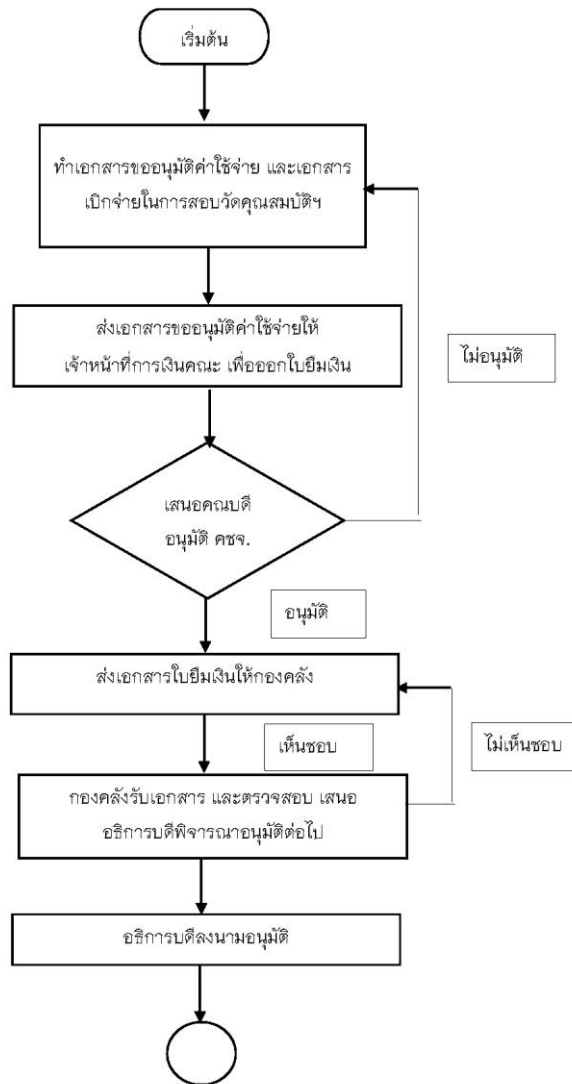 เริ่มต้น
ทำเอกสารขออนุมัติค่าใช้จ่าย และเอกสาร
เบิกจ่ายในการสอบวัดคุณสมบัติฯ
ส่งเอกสารขออนุมัติค่าใช้จ่ายให้
เจ้าหน้าที่การเงินคณะ เพื่อออกใบยืมเงิน
ไม่อนุมัติ
เสนอคณบดี
อนุมัติ คชจ.
อนุมัติ
ส่งเอกสารใบยืมเงินให้กองคลัง
เห็นชอบ
ไม่เห็นชอบ
กองคลังรับเอกสาร และตรวจสอบ เสนอ
อธิการบดีพิจารณาอนุมัติต่อไป
อธิการบดีลงนามอนุมัติ